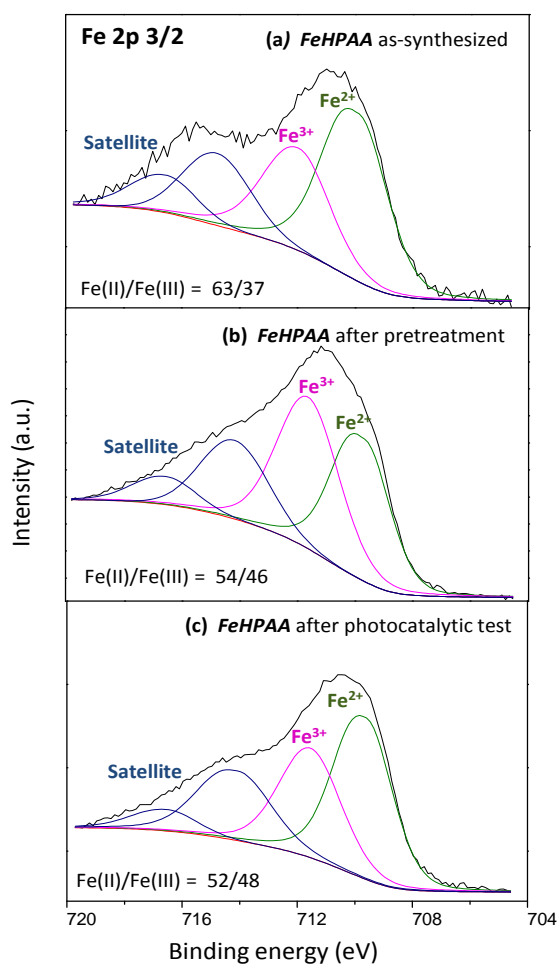 Fe 2p 3/2
(a) FeHPAA as-synthesized
Fe²⁺
Fe³⁺
Satellite
Fe(II)/Fe(III) = 63/37
(b) FeHPAA after pretreatment
Fe³⁺
Fe²⁺
Satellite
Fe(II)/Fe(III) = 54/46
(c) FeHPAA after photocatalytic test
Fe²⁺
Fe³⁺
Satellite
Fe(II)/Fe(III) = 52/48
Intensity (a.u.)
720 716 712 708 704
Binding energy (eV)